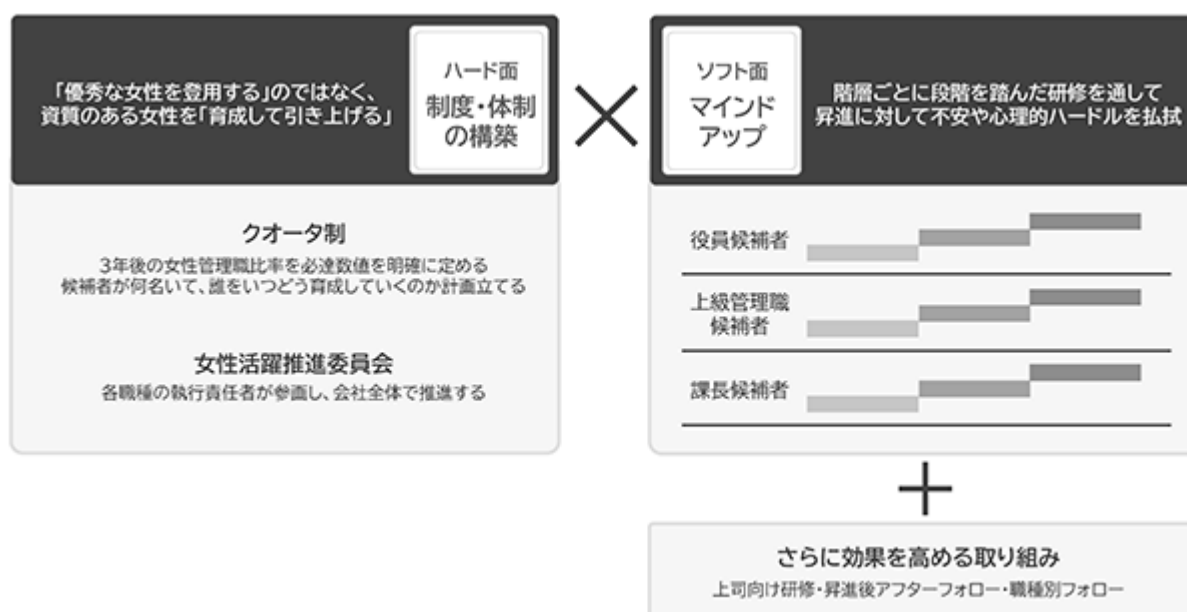 「優秀な女性を登用する」のではなく、
資質のある女性を「育成して引き上げる」
ハード面
制度・体制
の構築
クオータ制
3年後の女性管理職比率を必達数値を明確に定める
候補者が何名いて、誰をいつどう育成していくのか計画立てる
女性活躍推進委員会
各職種の執行責任者が参画し、会社全体で推進する
ソフト面
マインド
アップ
階層ごとに段階を踏んだ研修を通して
昇進に対して不安や心理的ハードルを払拭
役員候補者
上級管理職
候補者
課長候補者
さらに効果を高める取り組み
上司向け研修・昇進後アフターフォロー・職種別フォロー